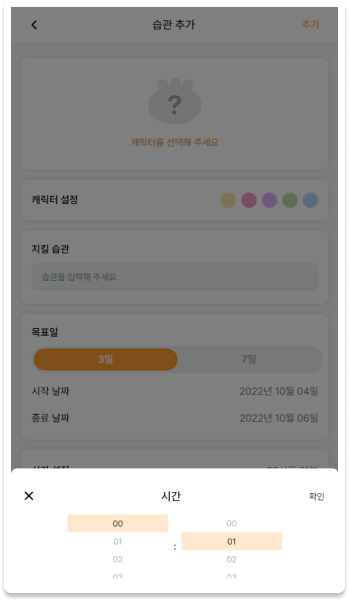 습관 추가 추가
?
캐릭터를 선택해 주세요
캐릭터 설정
지킬 습관
습관을 입력해 주세요
목표일
3일 7일
시작 날짜 2022년 10월 04일
종료 날짜 2022년 10월 06일
시간 확인
00 00
01 : 01
02 02
03 03